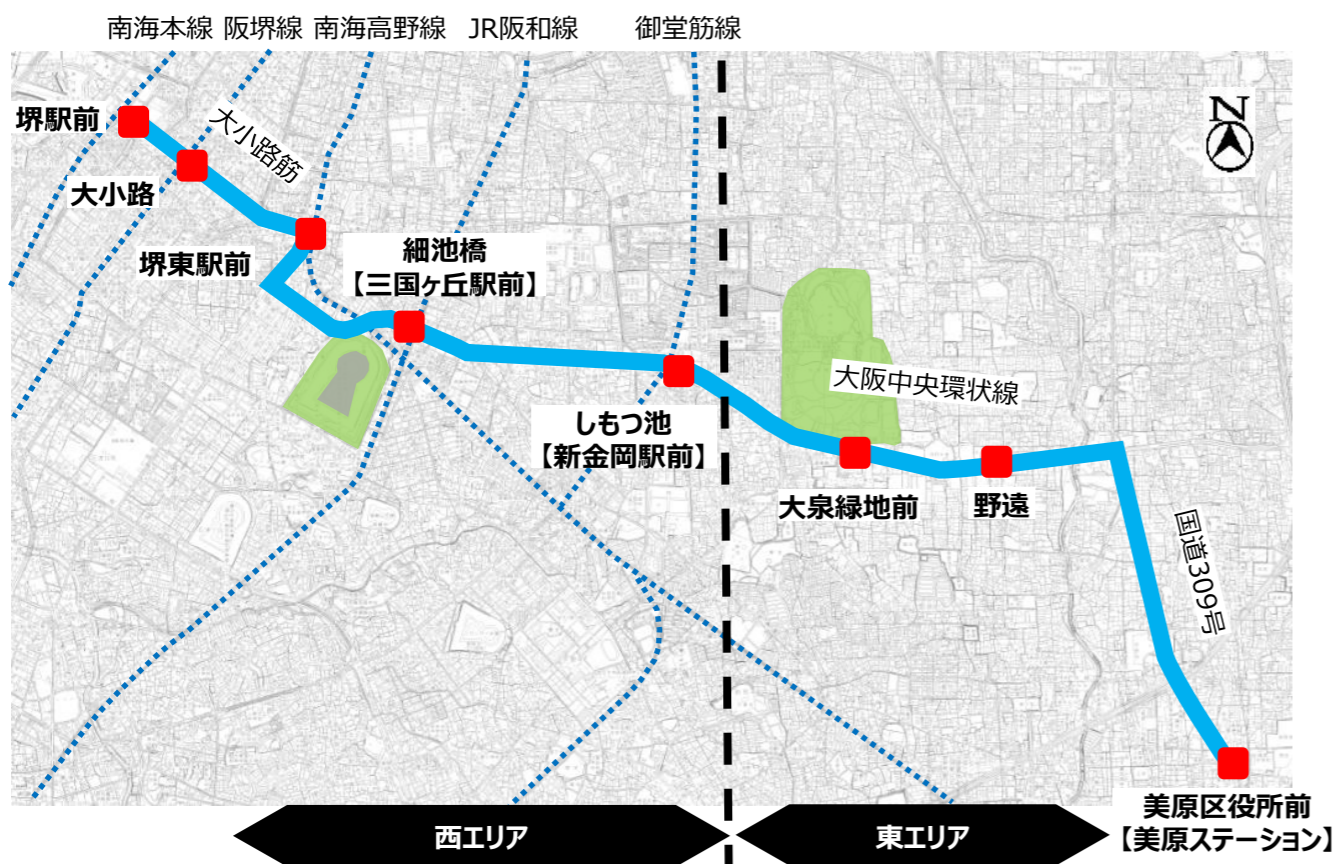 南海本線 阪堺線 南海高野線 JR阪和線 御堂筋線
堺駅前
大小路筋
N
大小路
堺東駅前
細池橋
【三国ヶ丘駅前】
大阪中央環状線
しもつ池
【新金岡駅前】
大泉緑地前
野遠
国道309号
美原区役所前
【美原ステーション】
西エリア
東エリア